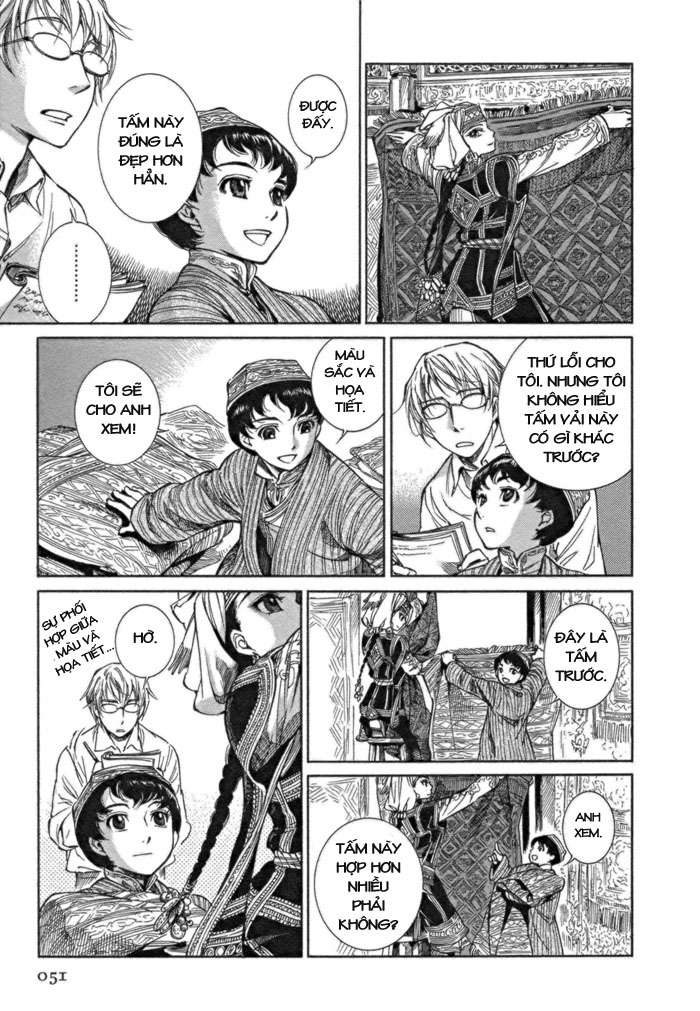 ĐƯỢC
ĐẤY.
TẤM NÀY
ĐÚNG LÀ
ĐẸP HƠN
HẲN.
.........
THỨ LỖI CHO
TÔI. NHƯNG TÔI
KHÔNG HIỂU
TẤM VẢI NÀY
CÓ GÌ KHÁC
TRƯỚC?
MÀU
SẮC VÀ
HỌA
TIẾT.
TÔI SẼ
CHO ANH
XEM!
ĐÂY LÀ
TẤM
TRƯỚC.
ANH
XEM.
TẤM NÀY
HỢP HƠN
NHIỀU
PHẢI
KHÔNG?
HỜ.
SỰ PHỐI
HỢP GIỮA
MÀU VÀ
HỌA TIẾT...
051